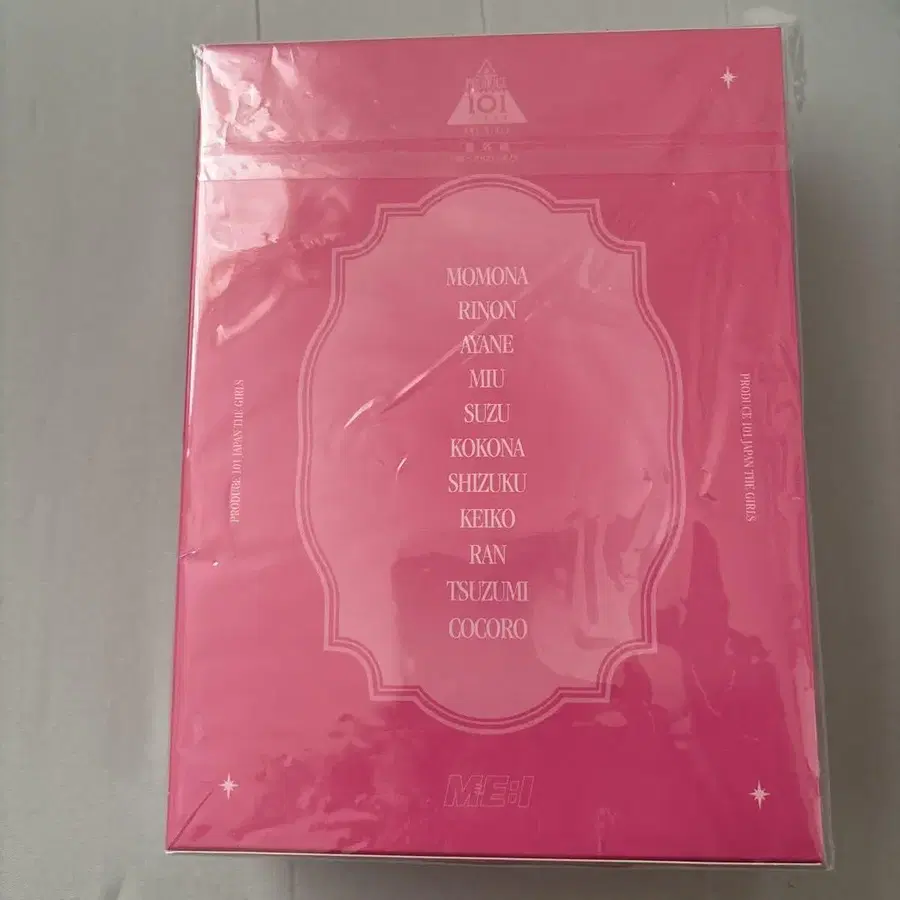 101
MOMONA
RINON
AYANE
MIU
SUZU
KOKONA
SHIZUKU
KEIKO
RAN
TSUZUMI
COCORO
PRODUCE 101 JAPAN THE GIRLS
PRODUCE 101 JAPAN THE GIRLS
ME:I